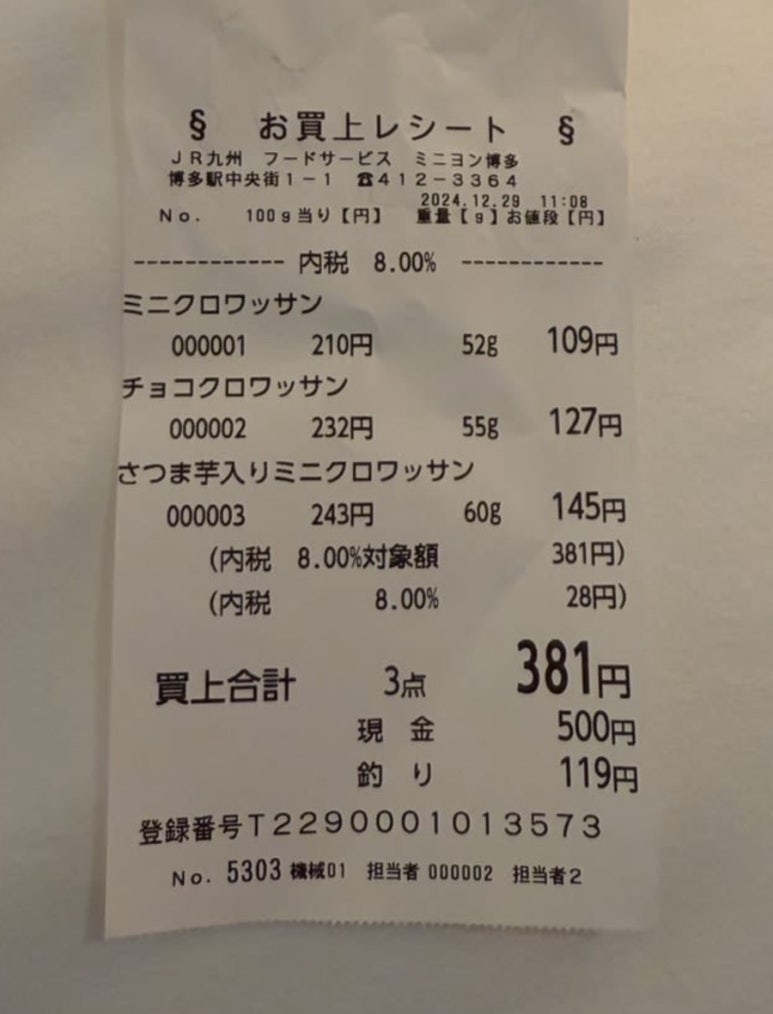 § お買上レシート §
JR九州 フードサービス ミニヨン博多
博多駅中央街1-1 ☎412-3364
2024.12.29 11:08
No. 100g当り【円】 重量【g】お値段【円】
------------ 内税 8.00% ------------
ミニクロワッサン
000001 210円 52g 109円
チョコクロワッサン
000002 232円 55g 127円
さつま芋入りミニクロワッサン
000003 243円 60g 145円
(内税 8.00%対象額 381円)
(内税 8.00% 28円)
買上合計 3点 381円
現 金 500円
釣 り 119円
登録番号T2290001013573
No. 5303 機械01 担当者 000002 担当者2